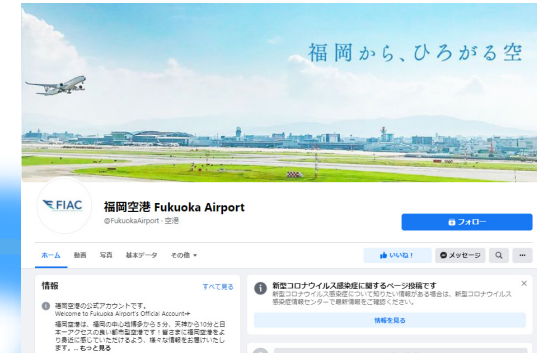 福岡から、ひろがる空
FIAC
福岡空港 Fukuoka Airport
@FukuokaAirport · 空港
フォロー
ホーム 動画 写真 基本データ その他
いいね！ メッセージ
情報 すべて見る
福岡空港の公式アカウントです。
Welcome to Fukuoka Airport's Official Account✈
福岡空港は、福岡の中心地博多から5分、天神から10分と日
本一アクセスの良い都市型空港です！皆さまに福岡空港をよ
り身近に感じていただけるよう、様々な情報をお届けいたし
ます。... もっと見る
新型コロナウイルス感染症に関するページ投稿です
新型コロナウイルス感染症について知りたい情報がある場合は、新型コロナウイルス
感染症情報センターでご最新情報をご確認ください。
情報を見る